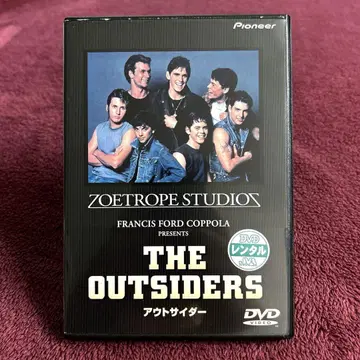 Pioneer
ZOETROPE STUDIOS
FRANCIS FORD COPPOLA
PRESENTS
THE
OUTSIDERS
アウトサイダー
レンタル
DVD
VIDEO